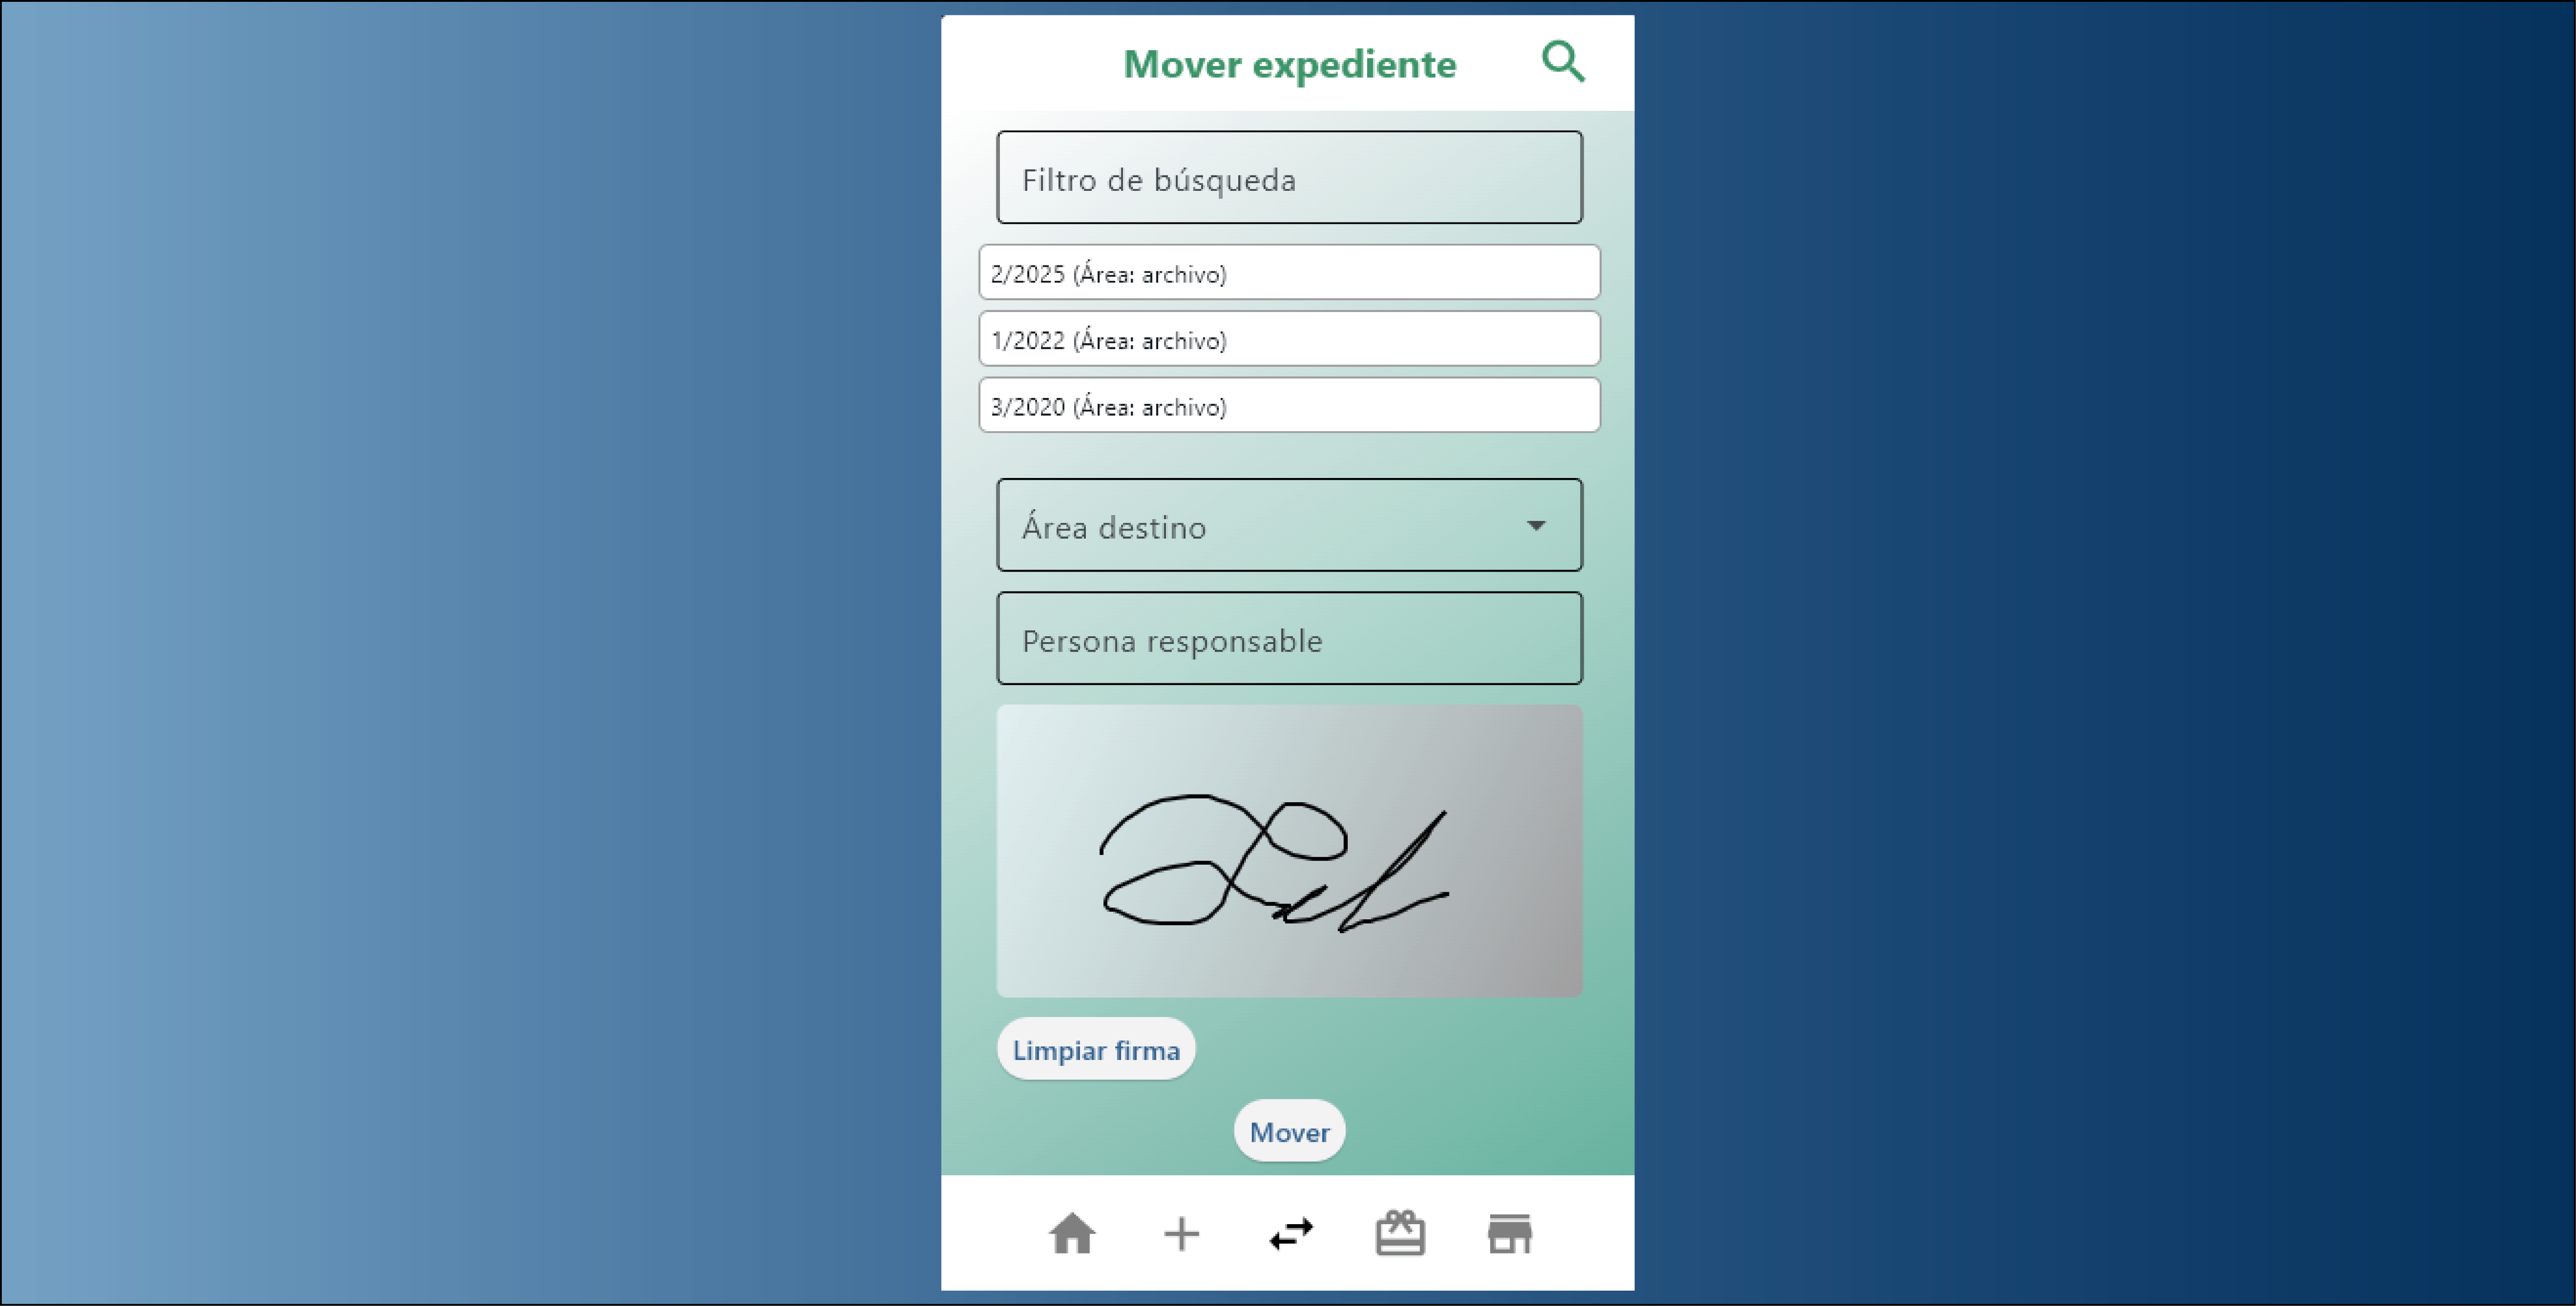 Mover expediente
Filtro de búsqueda
2/2025 (Área: archivo)
1/2022 (Área: archivo)
3/2020 (Área: archivo)
Área destino
Persona responsable
Limpiar firma
Mover